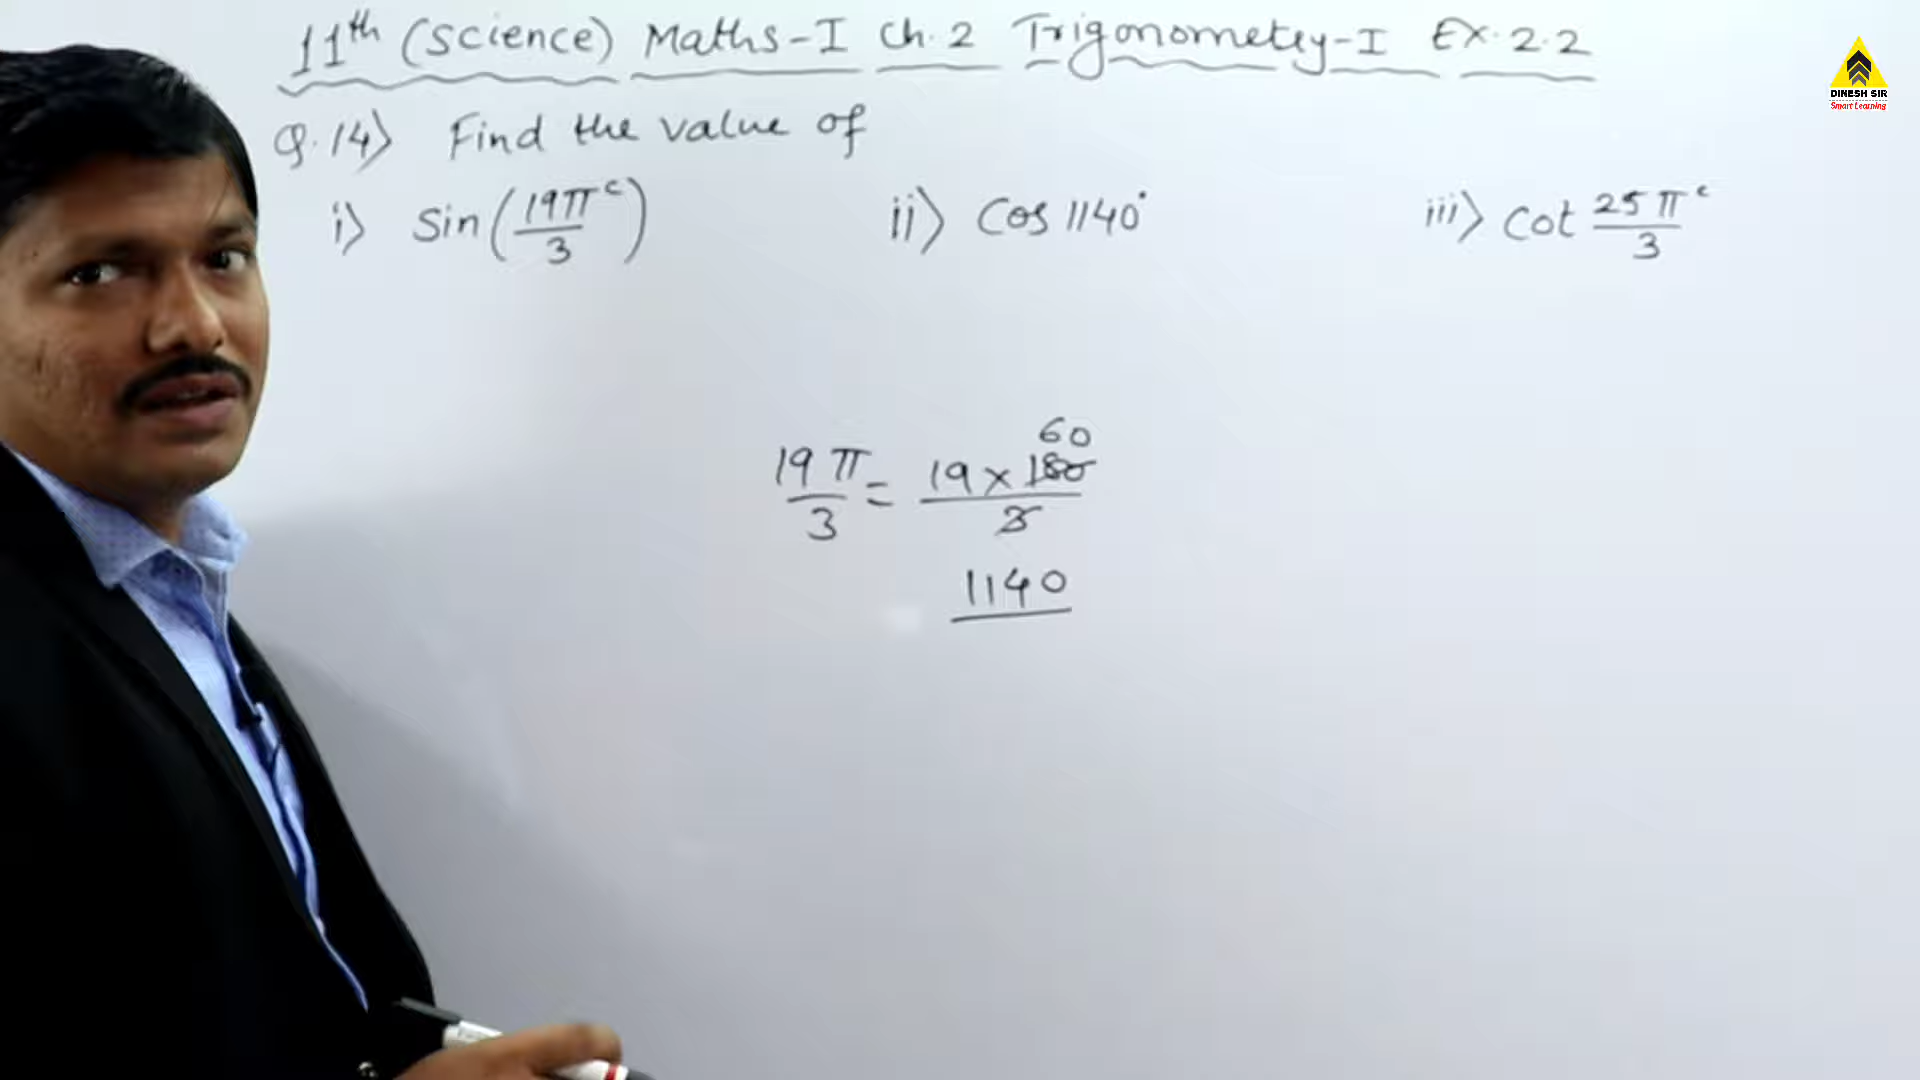 11th (Science) Maths-I Ch.2 Trigonometry-I Ex.2.2
Q.14) Find the value of
i) Sin(19π^c/3) ii) Cos 1140° iii) Cot 25π^c/3
60
19π/3 = 19×180/3
1140
DINESH SIR
Smart Learning